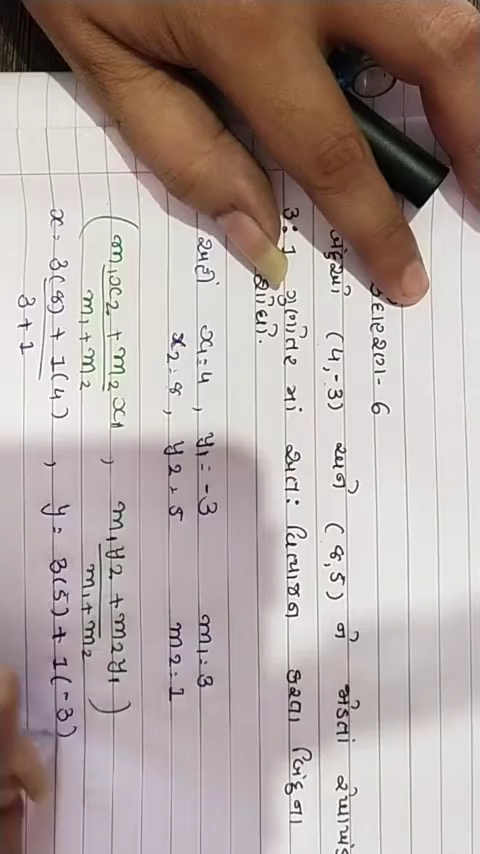 ઉદાહરણ - 6
બિંદુઓ (4,-3) અને (8,5) ને જોડતાં
3:1 ગુણોત્તર માં અંતઃ વિભાજન કરતા બિંદુના
શોધો.
અહીં x1=4 , y1=-3 m1=3
x2=8 , y2=5 m2=1
(m1x2 + m2x1 / m1+m2 , m1y2 + m2y1 / m1+m2)
x = 3(8) + 1(4) / 3+1 , y = 3(5) + 1(-3)